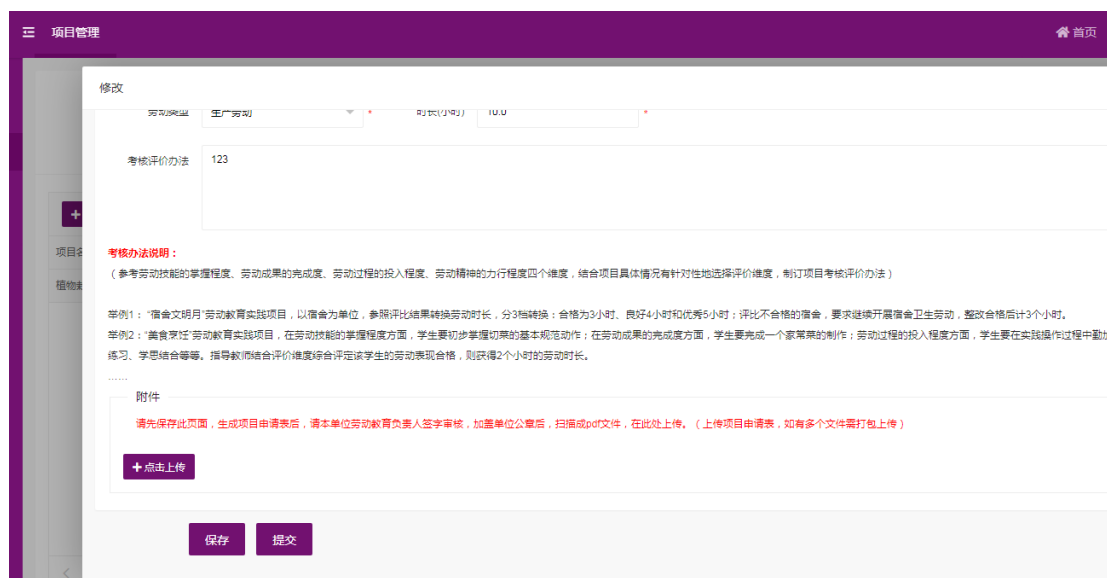 项目管理
首页
修改
劳动类型 生产劳动 * 时长(小时) 10.0 *
考核评价办法 123
项目名
植物
考核办法说明：
（参考劳动技能的掌握程度、劳动成果的完成度、劳动过程的投入程度、劳动精神的力行程度四个维度，结合项目具体情况有针对性地选择评价维度，制订项目考核评价办法）
举例1：“宿舍文明月”劳动教育实践项目，以宿舍为单位，参照评比结果转换劳动时长，分3档转换：合格为3小时、良好4小时和优秀5小时；评比不合格的宿舍，要求继续开展宿舍卫生劳动，整改合格后计3个小时。
举例2：“美食烹饪”劳动教育实践项目，在劳动技能的掌握程度方面，学生要初步掌握切菜的基本规范动作；在劳动成果的完成度方面，学生要完成一个家常菜的制作；劳动过程的投入程度方面，学生要在实践操作过程中勤加
练习、学思结合等等。指导教师结合评价维度综合评定该学生的劳动表现合格，则获得2个小时的劳动时长。
……
附件
请先保存此页面，生成项目申请表后，请本单位劳动教育负责人签字审核，加盖单位公章后，扫描成pdf文件，在此处上传。（上传项目申请表，如有多个文件需打包上传）
点击上传
保存 提交